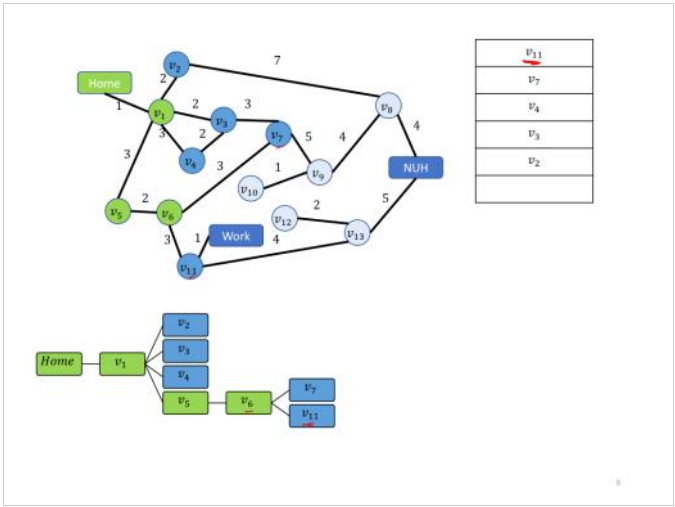 7
v₂
Home
2
1
v₁
2
v₃
3
3
2
v₄
v₇
5
4
v₈
4
3
3
1
v₉
v₁₀
NUH
v₅
2
v₆
2
v₁₂
5
3
1
Work
4
v₁₃
v₁₁
v₁₁
v₇
v₄
v₃
v₂
v₂
v₃
Home
v₁
v₄
v₅
v₆
v₇
v₁₁
9